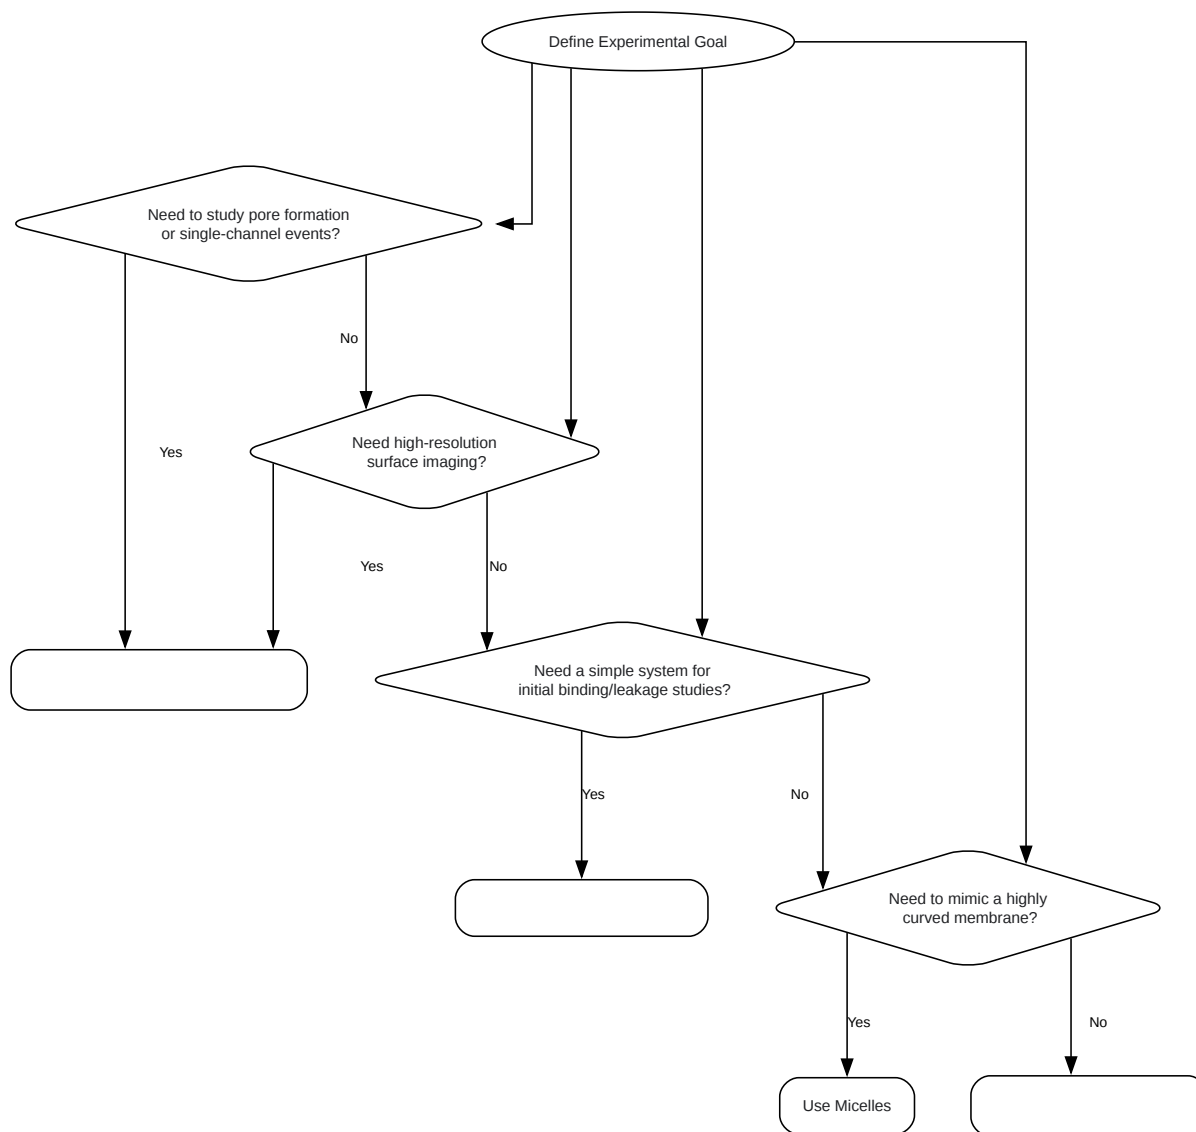 Define Experimental Goal
Need to study pore formation
or single-channel events?
No
Need high-resolution
surface imaging?
Yes
Yes
No
Need a simple system for
initial binding/leakage studies?
Yes
No
Need to mimic a highly
curved membrane?
Yes
No
Use Micelles